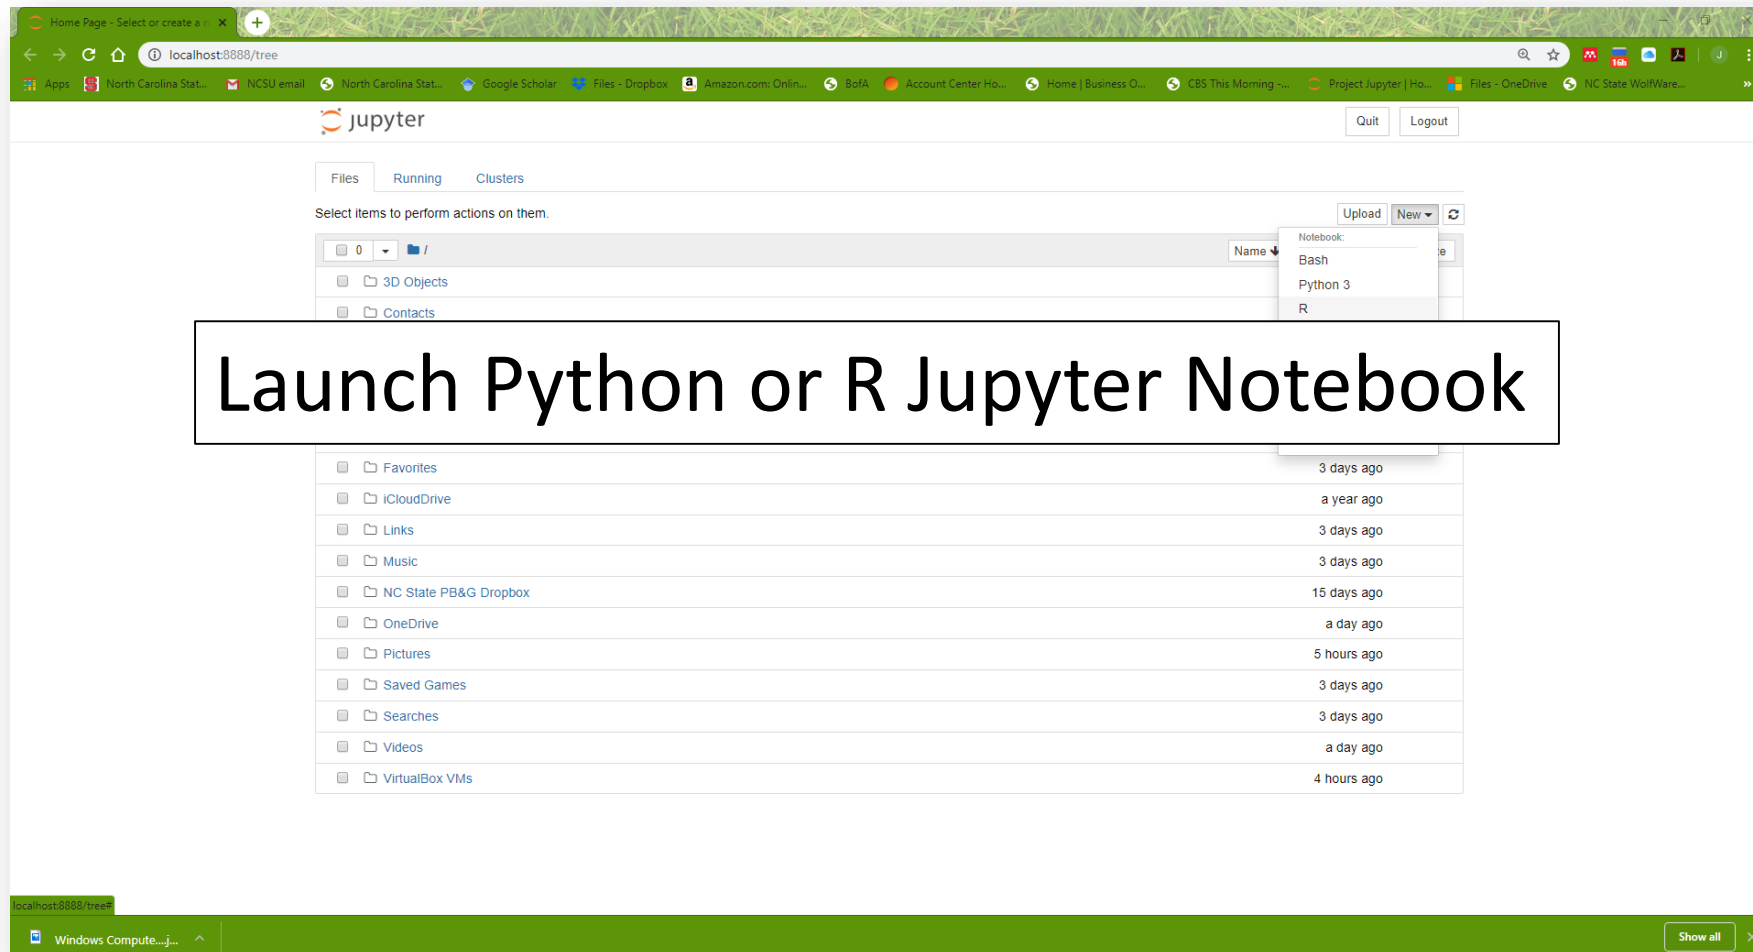 Home Page - Select or create a n
localhost:8888/tree
16h
J
Apps North Carolina Stat... NCSU email North Carolina Stat... Google Scholar Files - Dropbox Amazon.com: Onlin... BofA Account Center Ho... Home | Business O... CBS This Morning -... Project Jupyter | Ho... Files - OneDrive NC State WolfWare...
jupyter Quit Logout
Files Running Clusters
Select items to perform actions on them. Upload New
Notebook:
0 / Name e
Bash
3D Objects
Python 3
R
Contacts
Launch Python or R Jupyter Notebook
Favorites 3 days ago
iCloudDrive a year ago
Links 3 days ago
Music 3 days ago
NC State PB&G Dropbox 15 days ago
OneDrive a day ago
Pictures 5 hours ago
Saved Games 3 days ago
Searches 3 days ago
Videos a day ago
VirtualBox VMs 4 hours ago
localhost:8888/tree#
Windows Compute....j... Show all